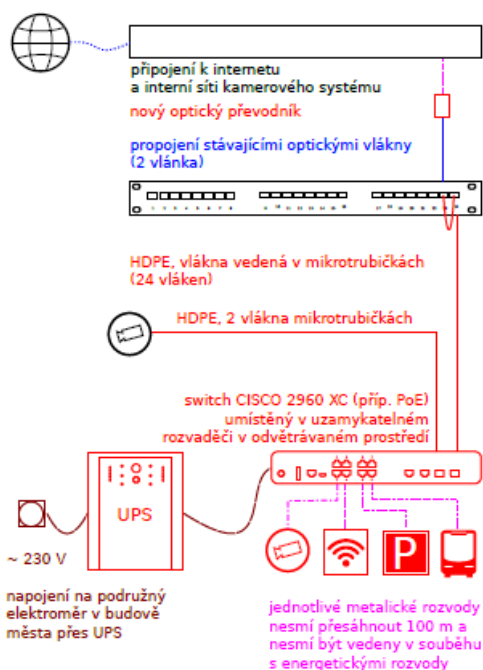 připojení k internetu
a interní síti kamerového systému
nový optický převodník
propojení stávajícími optickými vlákny
(2 vlánka)
HDPE, vlákna vedená v mikrotrubičkách
(24 vláken)
HDPE, 2 vlákna mikrotrubičkách
switch CISCO 2960 XC (příp. PoE)
umístěný v uzamykatelném
rozvaděči v odvětrávaném prostředí
UPS
P
~ 230 V
napojení na podružný
elektroměr v budově
města přes UPS
jednotlivé metalické rozvody
nesmí přesáhnout 100 m a
nesmí být vedeny v souběhu
s energetickými rozvody